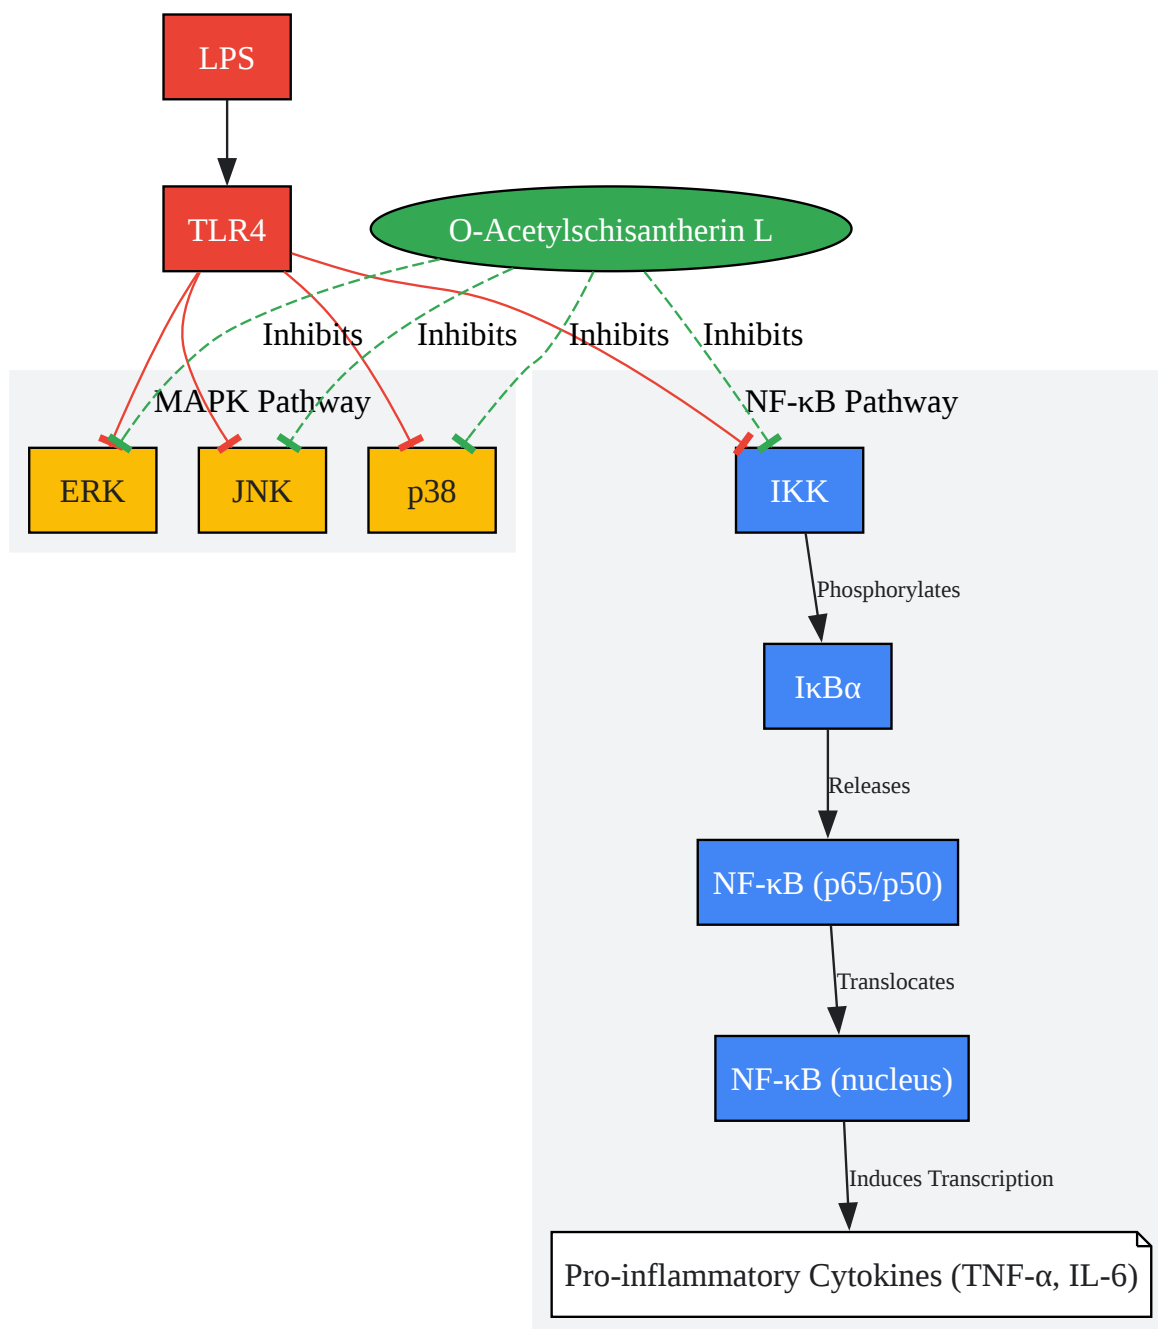 LPS
TLR4
O-Acetylschisantherin L
Inhibits
Inhibits
Inhibits
Inhibits
MAPK Pathway
NF-κB Pathway
ERK
JNK
p38
IKK
Phosphorylates
IκBα
Releases
NF-κB (p65/p50)
Translocates
NF-κB (nucleus)
Induces Transcription
Pro-inflammatory Cytokines (TNF-α, IL-6)